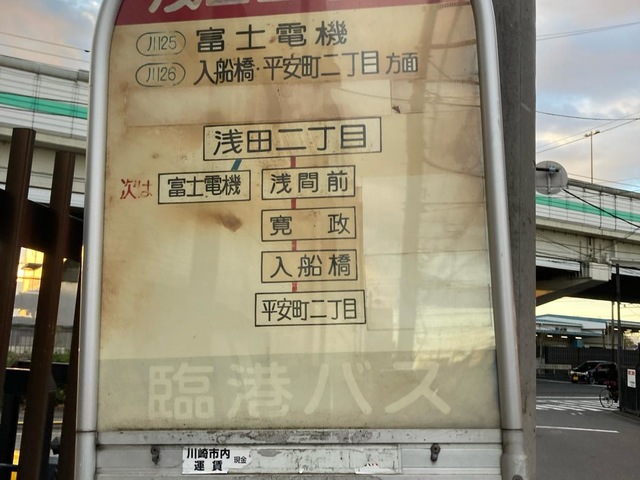 川25 富士電機
川26 入船橋・平安町二丁目 方面
浅田二丁目
次は 富士電機 浅間前
寛政
入船橋
平安町二丁目
臨港バス
川崎市内
運賃 現金